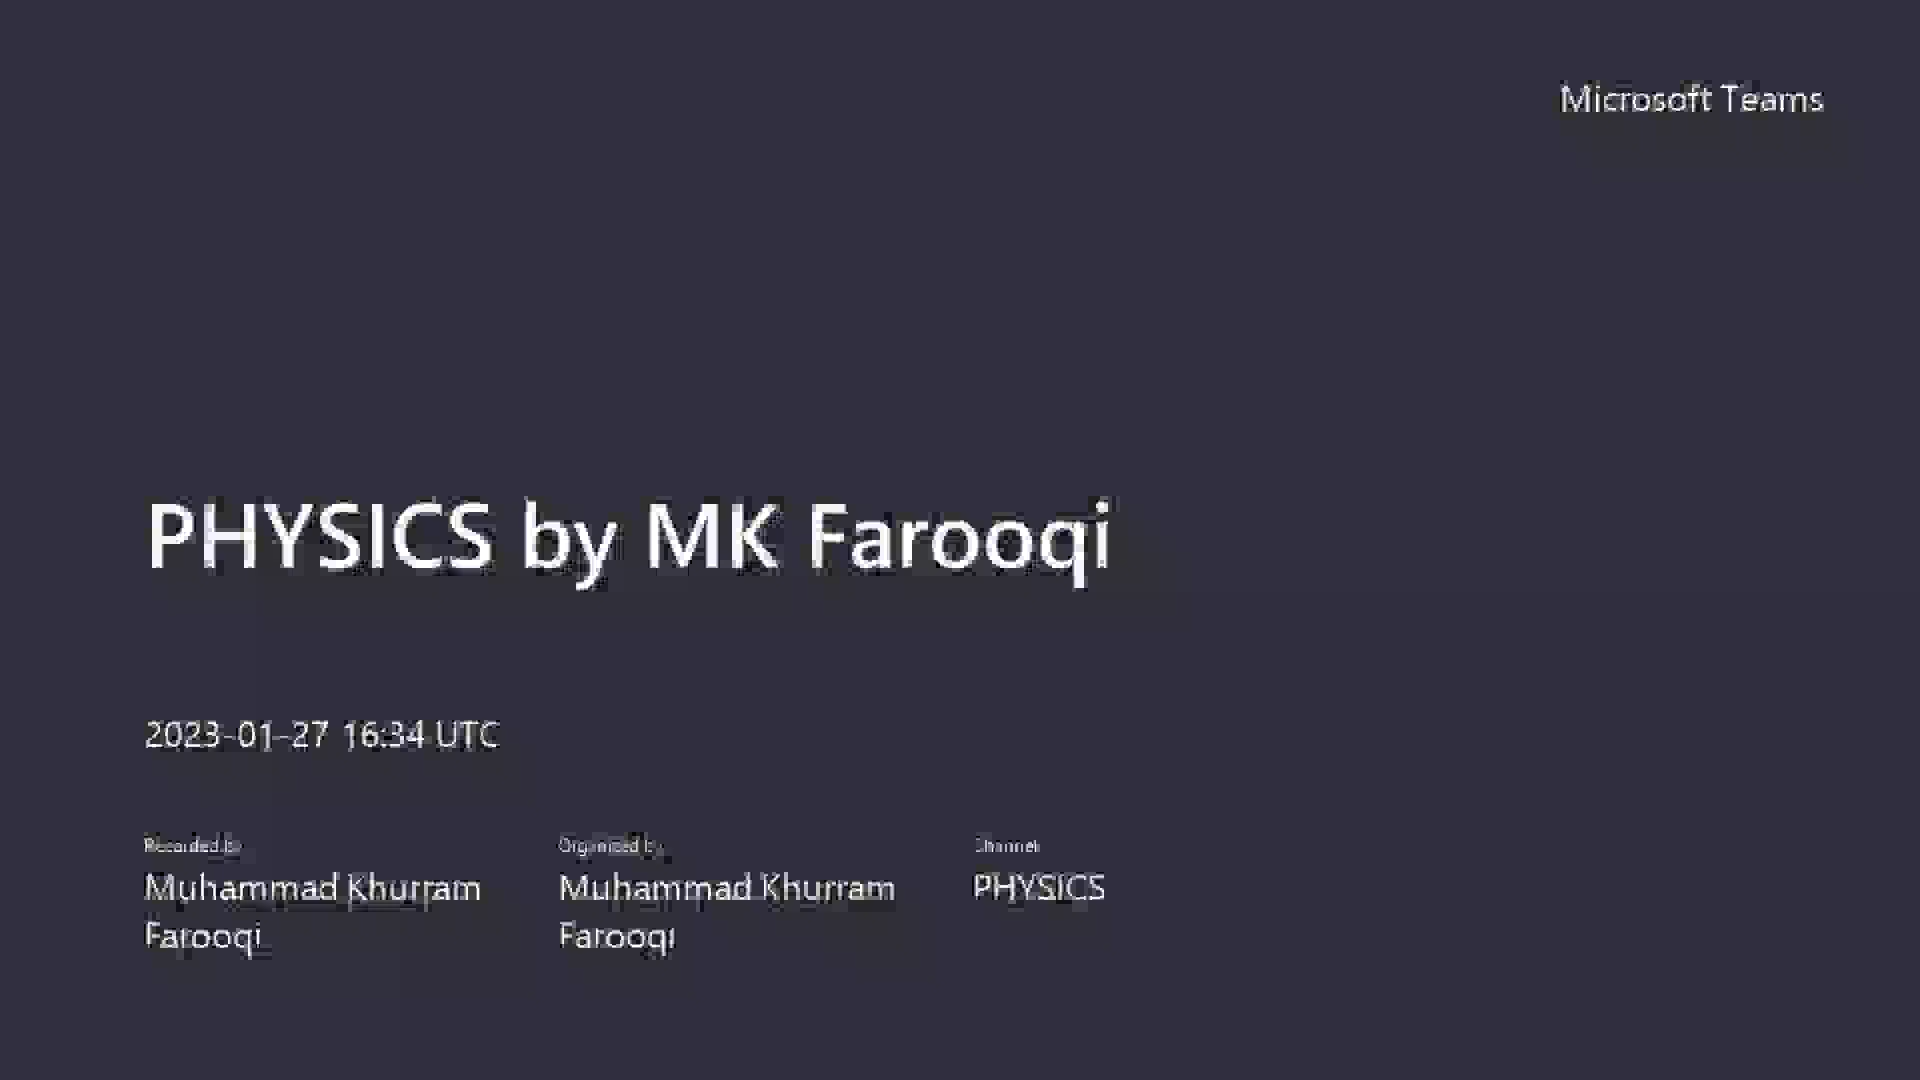 Microsoft Teams
PHYSICS by MK Farooqi
2023-01-27 16:34 UTC
Recorded by
Organized by
Channel
Muhammad Khurram
Farooqi
Muhammad Khurram
Farooqi
PHYSICS